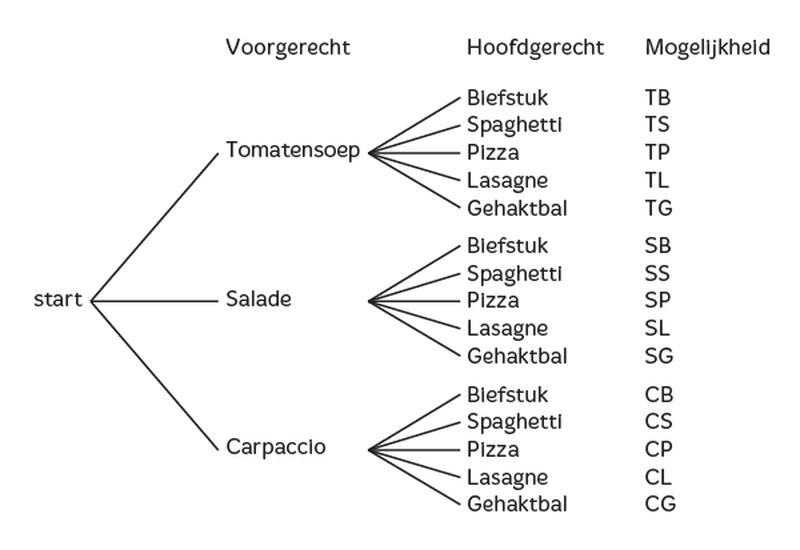 Voorgerecht Hoofdgerecht Mogelijkheid
Biefstuk TB
Spaghetti TS
Tomatensoep Pizza TP
Lasagne TL
Gehaktbal TG
Biefstuk SB
Spaghetti SS
start Salade Pizza SP
Lasagne SL
Gehaktbal SG
Biefstuk CB
Spaghetti CS
Carpaccio Pizza CP
Lasagne CL
Gehaktbal CG